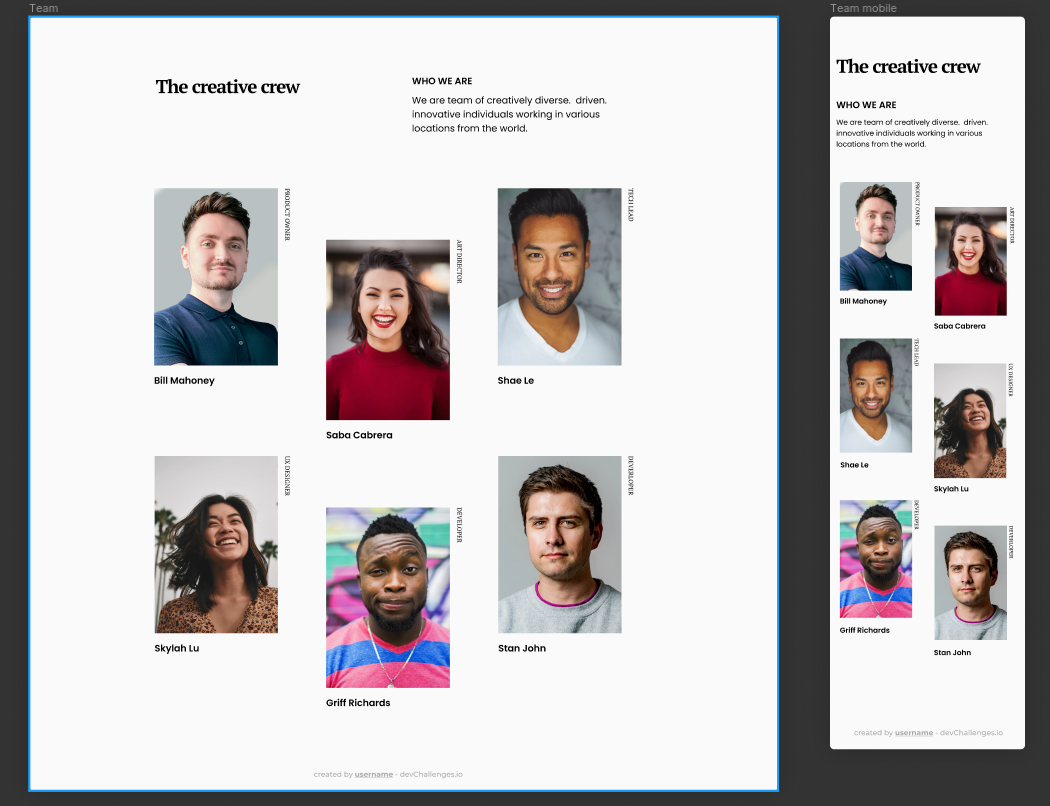 Team
The creative crew
WHO WE ARE
We are team of creatively diverse. driven.
innovative individuals working in various
locations from the world.
PRODUCT OWNER
Bill Mahoney
ART DIRECTOR
Saba Cabrera
TECH LEAD
Shae Le
UX DESIGNER
Skylah Lu
DEVELOPER
Griff Richards
DEVERLOPER
Stan John
created by username - devChallenges.io
Team mobile
The creative crew
WHO WE ARE
We are team of creatively diverse. driven.
innovative individuals working in various
locations from the world.
PRODUCT OWNER
Bill Mahoney
ART DIRECTOR
Saba Cabrera
TECH LEAD
Shae Le
UX DESIGNER
Skylah Lu
DEVELOPER
Griff Richards
DEVERLOPER
Stan John
created by username - devChallenges.io